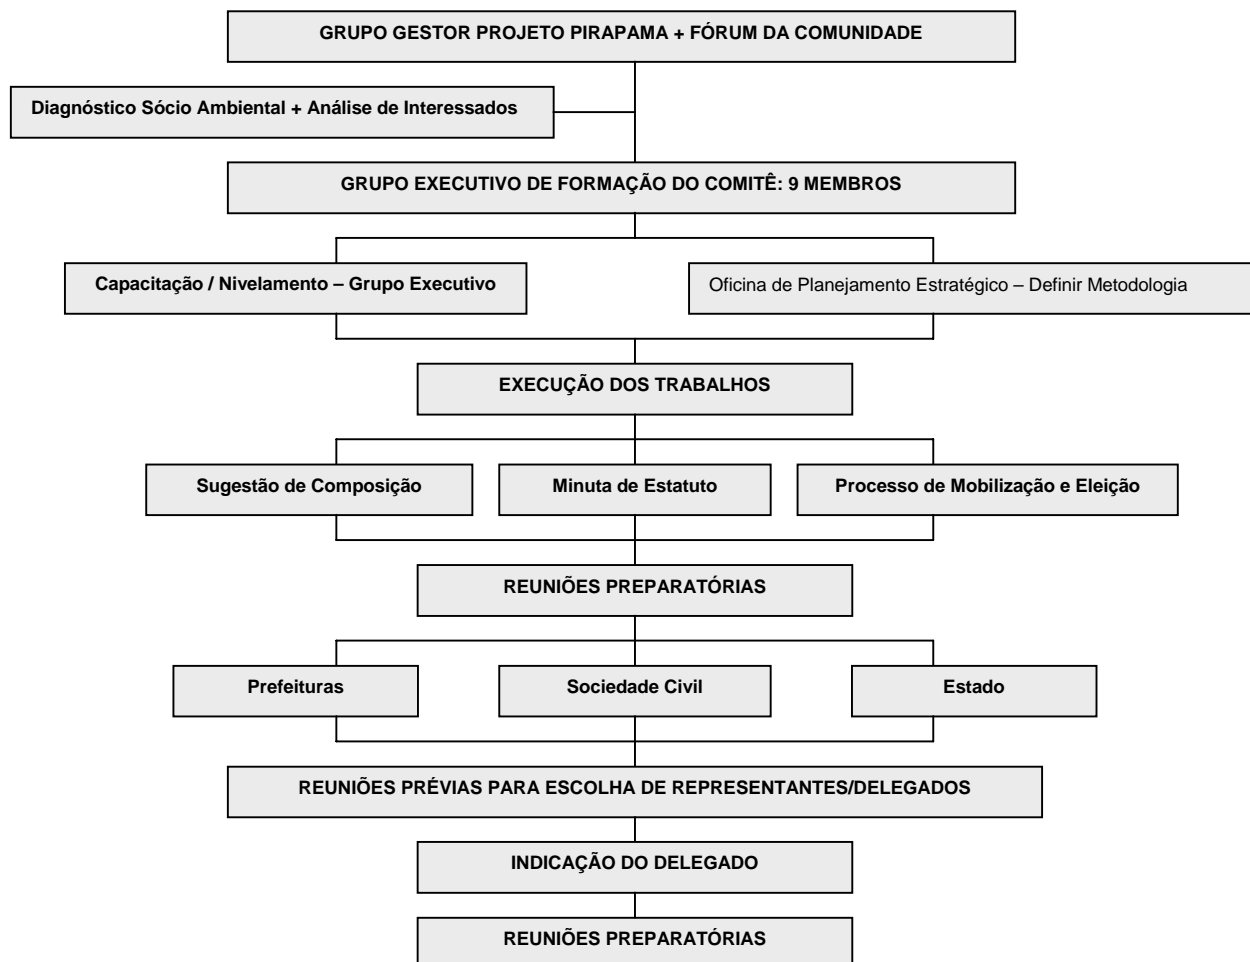 GRUPO GESTOR PROJETO PIRAPAMA + FÓRUM DA COMUNIDADE
Diagnóstico Sócio Ambiental + Análise de Interessados
GRUPO EXECUTIVO DE FORMAÇÃO DO COMITÊ: 9 MEMBROS
Capacitação / Nivelamento – Grupo Executivo
Oficina de Planejamento Estratégico – Definir Metodologia
EXECUÇÃO DOS TRABALHOS
Sugestão de Composição
Minuta de Estatuto
Processo de Mobilização e Eleição
REUNIÕES PREPARATÓRIAS
Prefeituras
Sociedade Civil
Estado
REUNIÕES PRÉVIAS PARA ESCOLHA DE REPRESENTANTES/DELEGADOS
INDICAÇÃO DO DELEGADO
REUNIÕES PREPARATÓRIAS